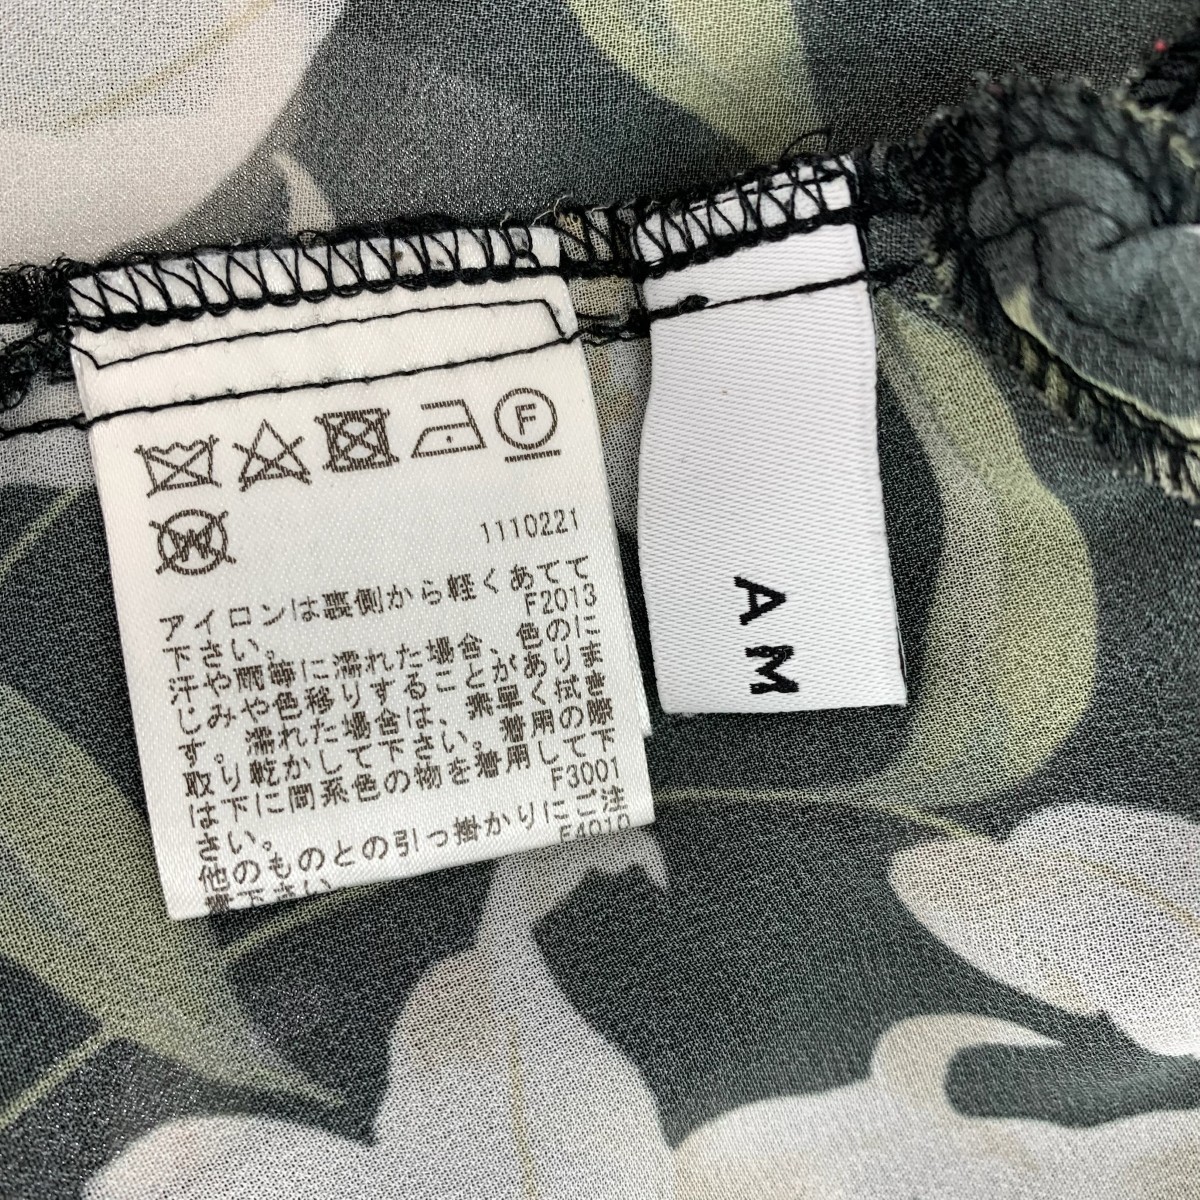 F
W
1110221
アイロンは裏側から軽くあてて
下さい。
F2013
汗や雨等に濡れた場合、色のに
じみや色移りすることがありま
す。濡れた場合は、素早く拭き
取り乾かして下さい。着用の際
は下に同系色の物を着用して下
さい。
F3001
他のものとの引っ掛かりにご注
意下さい
F4010
A M